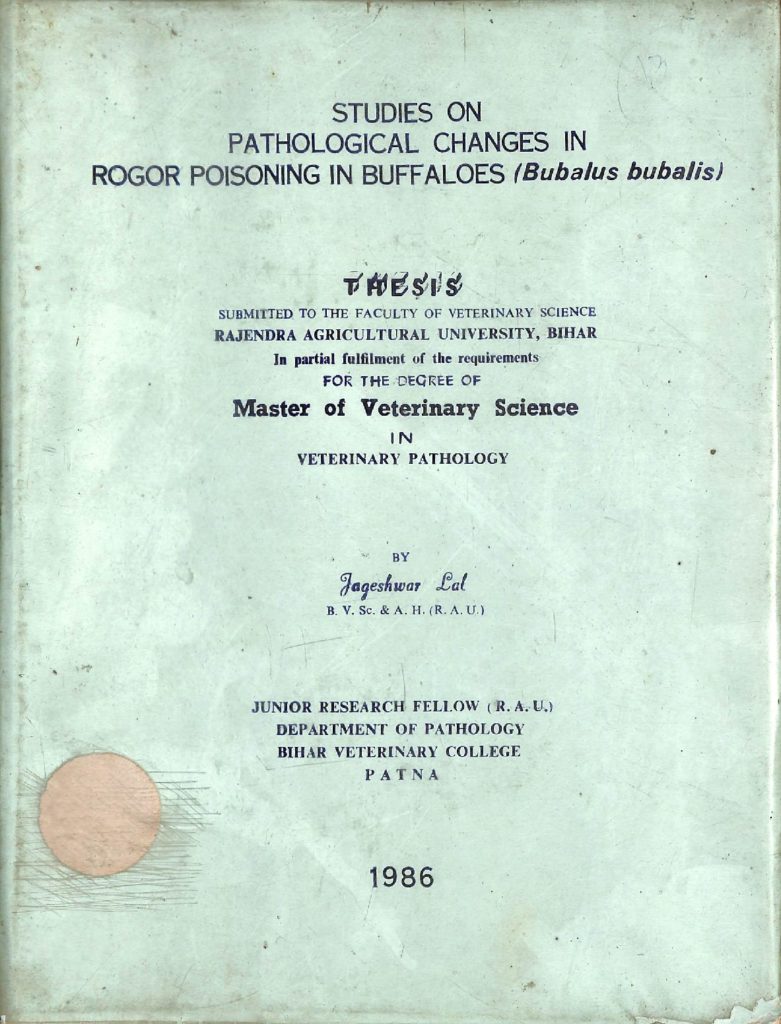 STUDIES ON
PATHOLOGICAL CHANGES IN
ROGOR POISONING IN BUFFALOES (Bubalus bubalis)
THESIS
SUBMITTED TO THE FACULTY OF VETERINARY SCIENCE
RAJENDRA AGRICULTURAL UNIVERSITY, BIHAR
In partial fulfilment of the requirements
FOR THE DEGREE OF
Master of Veterinary Science
IN
VETERINARY PATHOLOGY
BY
Jageshwar Lal
B. V. Sc. & A. H. (R. A. U.)
JUNIOR RESEARCH FELLOW (R. A. U.)
DEPARTMENT OF PATHOLOGY
BIHAR VETERINARY COLLEGE
PATNA
1986